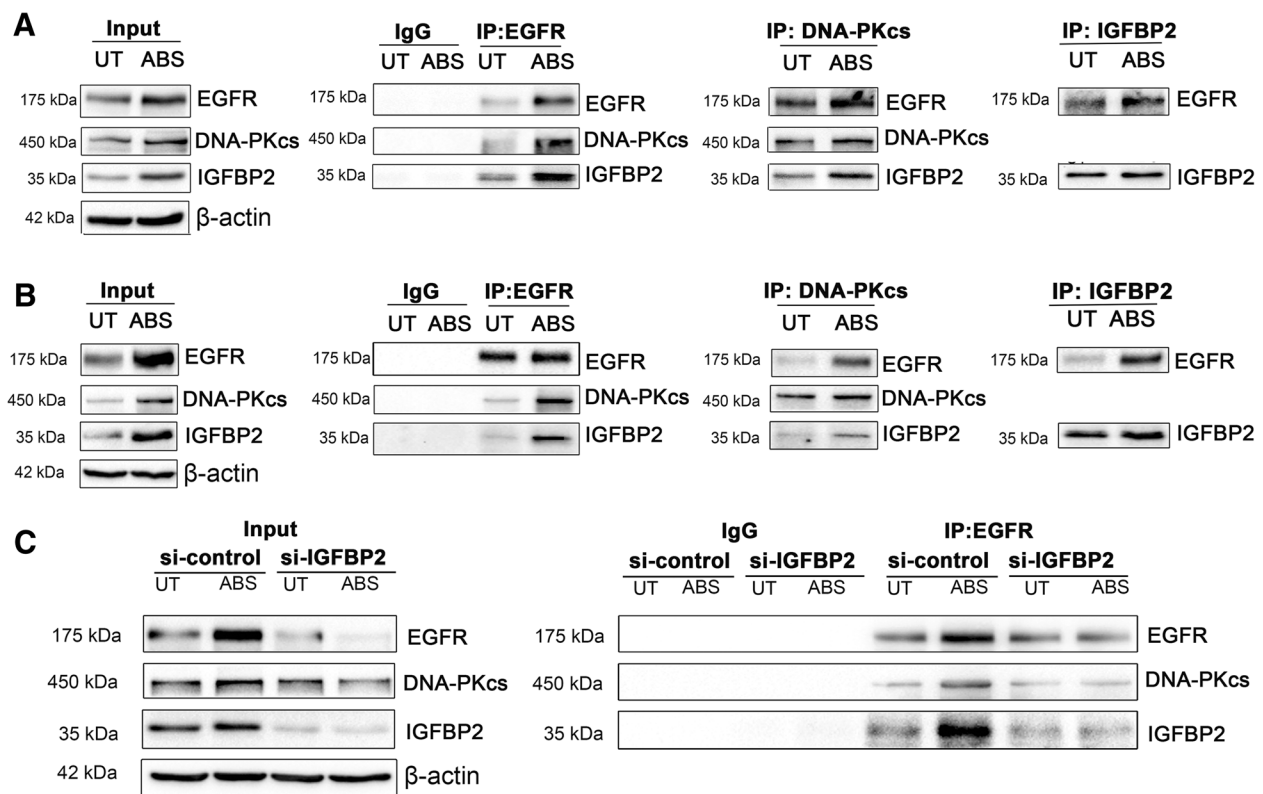 A
Input IgG IP:EGFR IP: DNA-PKcs IP: IGFBP2
UT ABS UT ABS UT ABS UT ABS UT ABS
175 kDa EGFR 175 kDa EGFR 175 kDa EGFR 175 kDa EGFR
450 kDa DNA-PKcs 450 kDa DNA-PKcs 450 kDa DNA-PKcs
35 kDa IGFBP2 35 kDa IGFBP2 35 kDa IGFBP2 35 kDa IGFBP2
42 kDa β-actin
B
Input IgG IP:EGFR IP: DNA-PKcs IP: IGFBP2
UT ABS UT ABS UT ABS UT ABS UT ABS
175 kDa EGFR 175 kDa EGFR 175 kDa EGFR 175 kDa EGFR
450 kDa DNA-PKcs 450 kDa DNA-PKcs 450 kDa DNA-PKcs
35 kDa IGFBP2 35 kDa IGFBP2 35 kDa IGFBP2 35 kDa IGFBP2
42 kDa β-actin
C
Input IgG IP:EGFR
si-control si-IGFBP2 si-control si-IGFBP2 si-control si-IGFBP2
UT ABS UT ABS UT ABS UT ABS UT ABS UT ABS
175 kDa EGFR 175 kDa EGFR
450 kDa DNA-PKcs 450 kDa DNA-PKcs
35 kDa IGFBP2 35 kDa IGFBP2
42 kDa β-actin